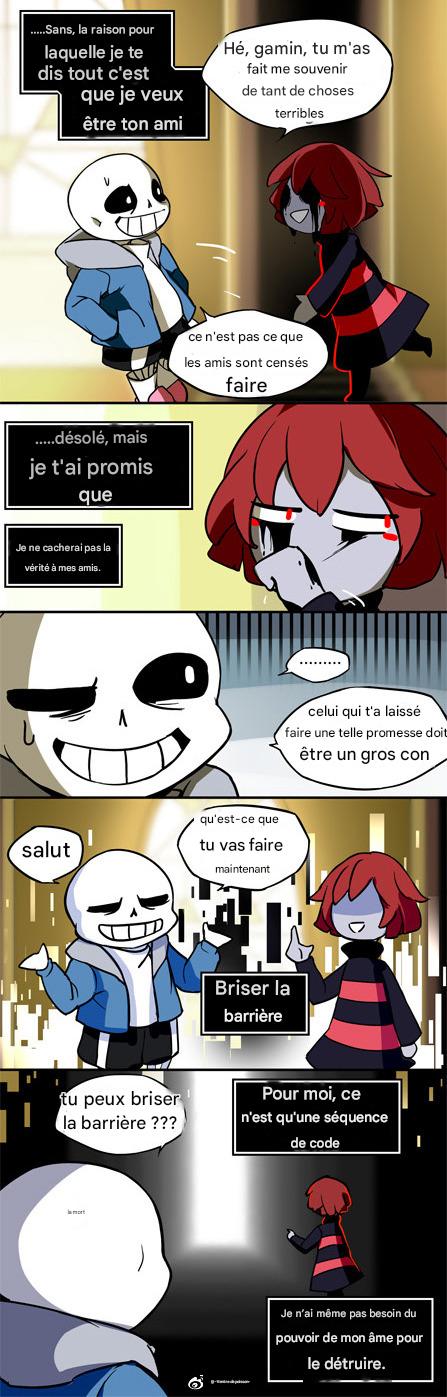 .....Sans, la raison pour
laquelle je te
dis tout c'est
que je veux
être ton ami
Hé, gamin, tu m'as
fait me souvenir
de tant de choses
terribles
ce n'est pas ce que
les amis sont censés
faire
.....désolé, mais
je t'ai promis
que
Je ne cacherai pas la
vérité à mes amis.
.........
celui qui t'a laissé
faire une telle promesse doit
être un gros con
salut
qu'est-ce que
tu vas faire
maintenant
Briser la
barrière
tu peux briser
la barrière ???
Pour moi, ce
n'est qu'une séquence
de code
la mort
Je n'ai même pas besoin du
pouvoir de mon âme pour
le détruire.